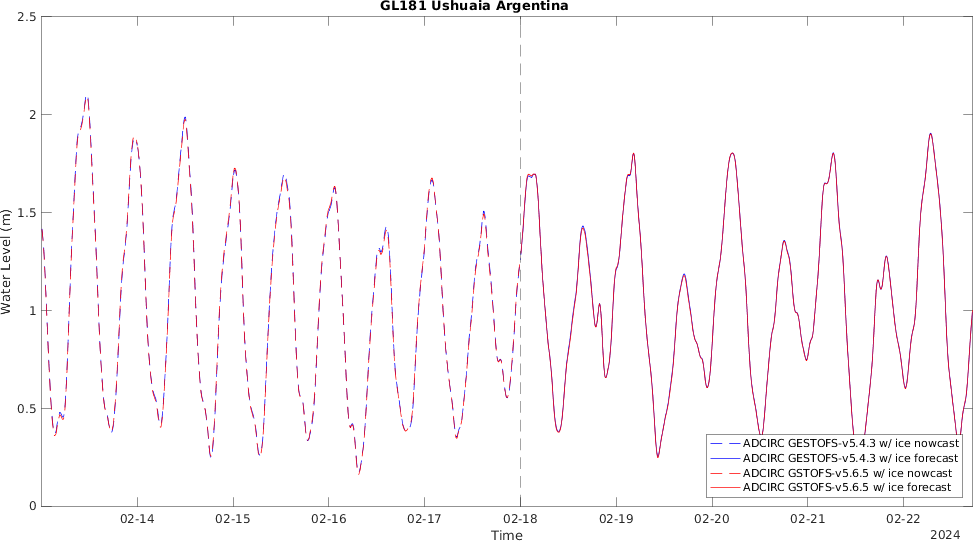 GL181 Ushuaia Argentina
2.5
2
1.5
1
0.5
0
Water Level (m)
02-14
02-15
02-16
02-17
02-18
02-19
02-20
02-21
02-22
Time
2024
ADCIRC GESTOFS-v5.4.3 w/ ice nowcast
ADCIRC GESTOFS-v5.4.3 w/ ice forecast
ADCIRC GSTOFS-v5.6.5 w/ ice nowcast
ADCIRC GSTOFS-v5.6.5 w/ ice forecast